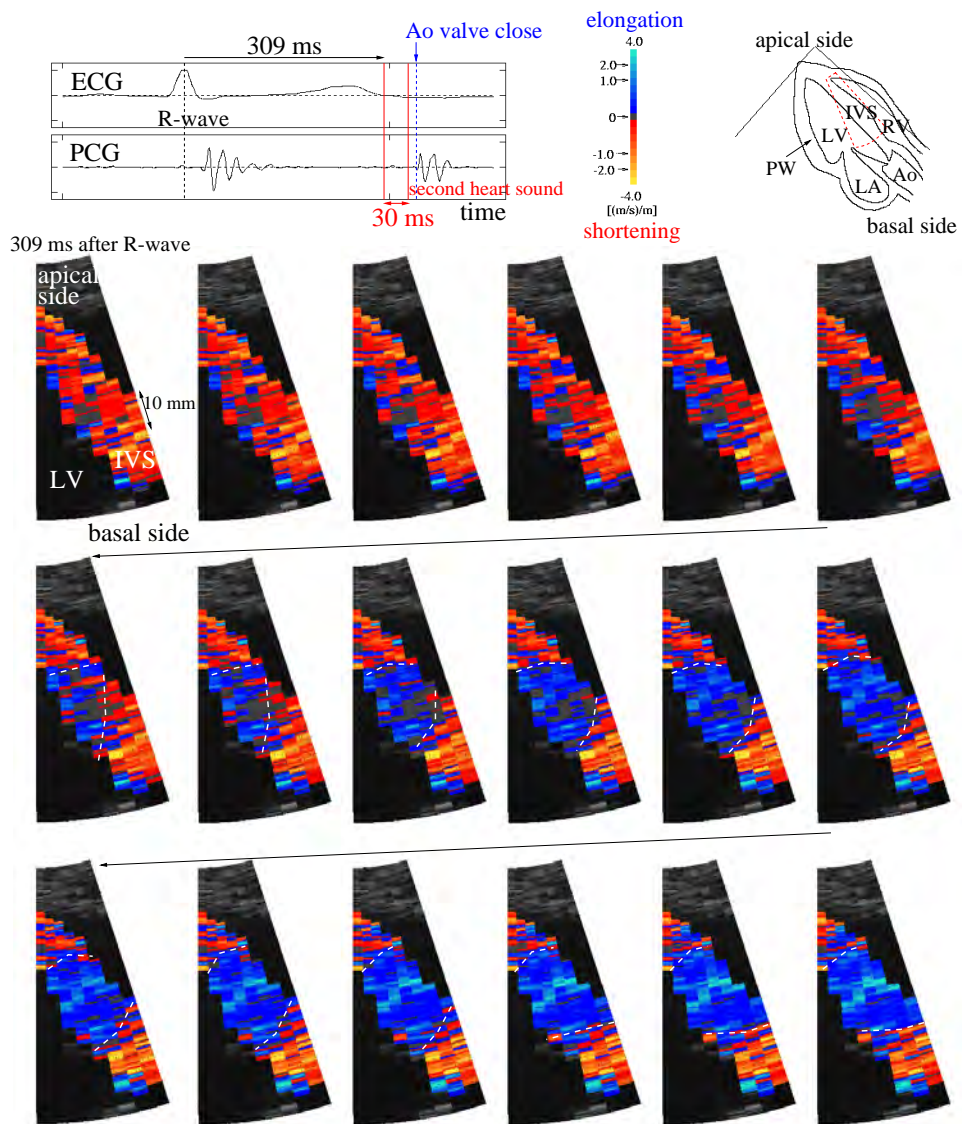 309 ms
Ao valve close
ECG
R-wave
PCG
second heart sound
30 ms
time
elongation
4.0
2.0
1.0
0
-1.0
-2.0
-4.0
[(m/s)/m]
shortening
apical side
IVS
RV
LV
PW
Ao
LA
basal side
309 ms after R-wave
apical
side
10 mm
IVS
LV
basal side